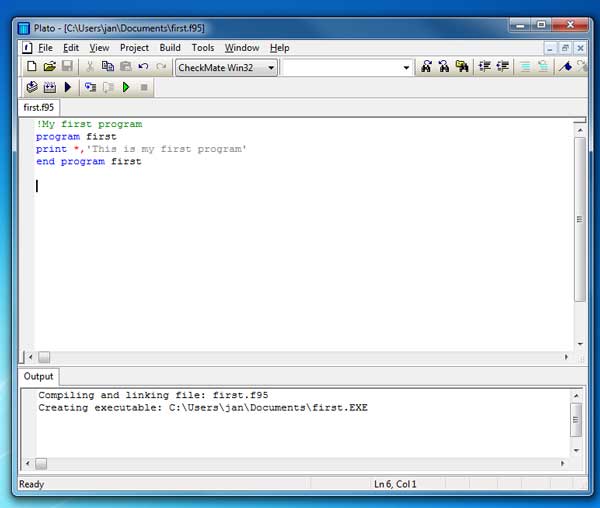 Plato - [C:\Users\jan\Documents\first.f95]
File Edit View Project Build Tools Window Help
CheckMate Win32
first.f95
!My first program
program first
print *,'This is my first program'
end program first
Output
Compiling and linking file: first.f95
Creating executable: C:\Users\jan\Documents\first.EXE
Ready Ln 6, Col 1